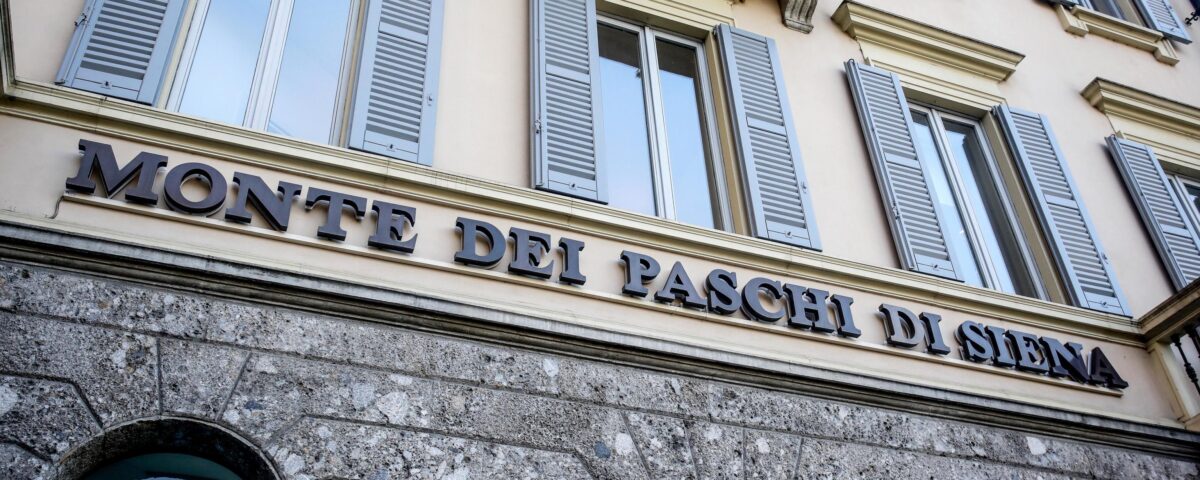 MONTE DEI PASCHI DI SIENA